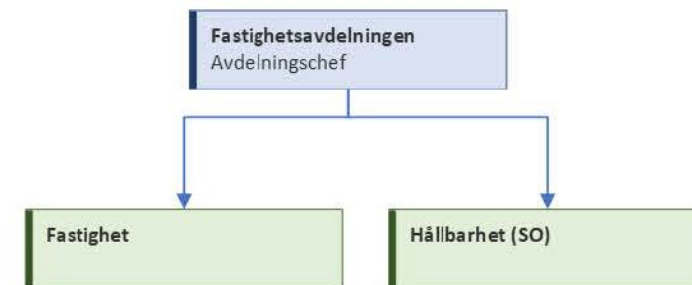 Fastighetsavdelningen
Avdelningschef
Fastighet
Hållbarhet (SO)